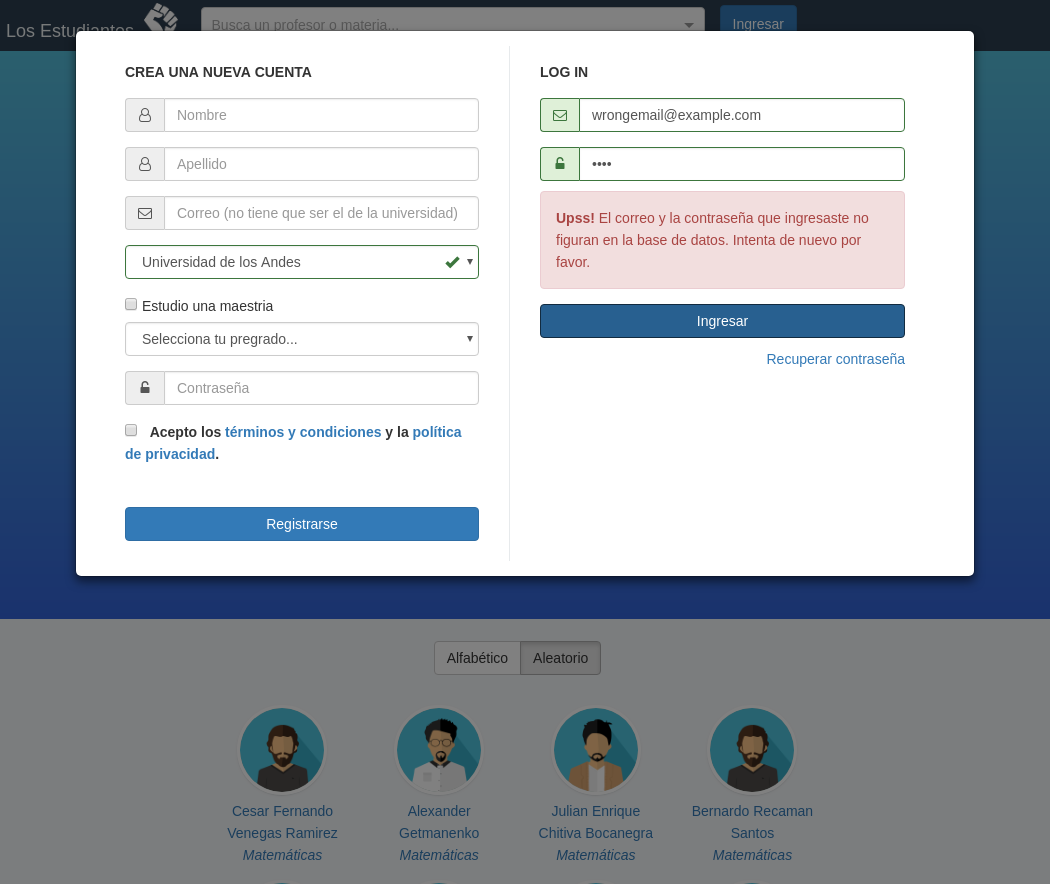 Los Estudiantes
Busca un profesor o materia...
Ingresar
CREA UNA NUEVA CUENTA
Nombre
Apellido
Correo (no tiene que ser el de la universidad)
Universidad de los Andes
Estudio una maestria
Selecciona tu pregrado...
Contraseña
Acepto los términos y condiciones y la política
de privacidad.
Registrarse
LOG IN
wrongemail@example.com
••••
Upss! El correo y la contraseña que ingresaste no
figuran en la base de datos. Intenta de nuevo por
favor.
Ingresar
Recuperar contraseña
Alfabético
Aleatorio
Cesar Fernando
Venegas Ramirez
Matemáticas
Alexander
Getmanenko
Matemáticas
Julian Enrique
Chitiva Bocanegra
Matemáticas
Bernardo Recaman
Santos
Matemáticas